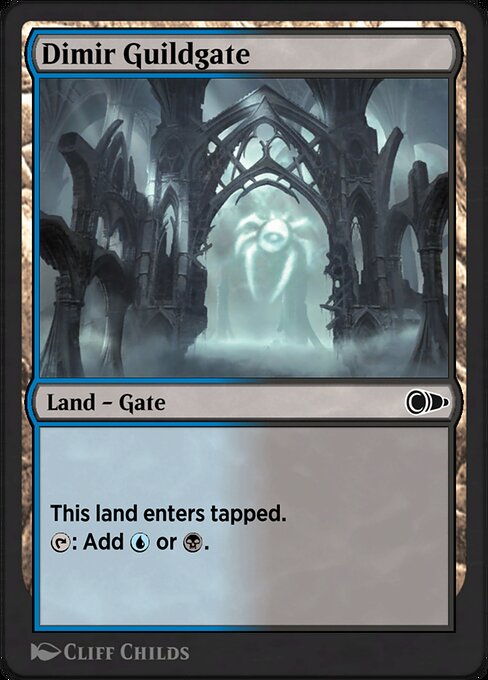 Dimir Guildgate
Land – Gate
This land enters tapped.
: Add or .
CLIFF CHILDS